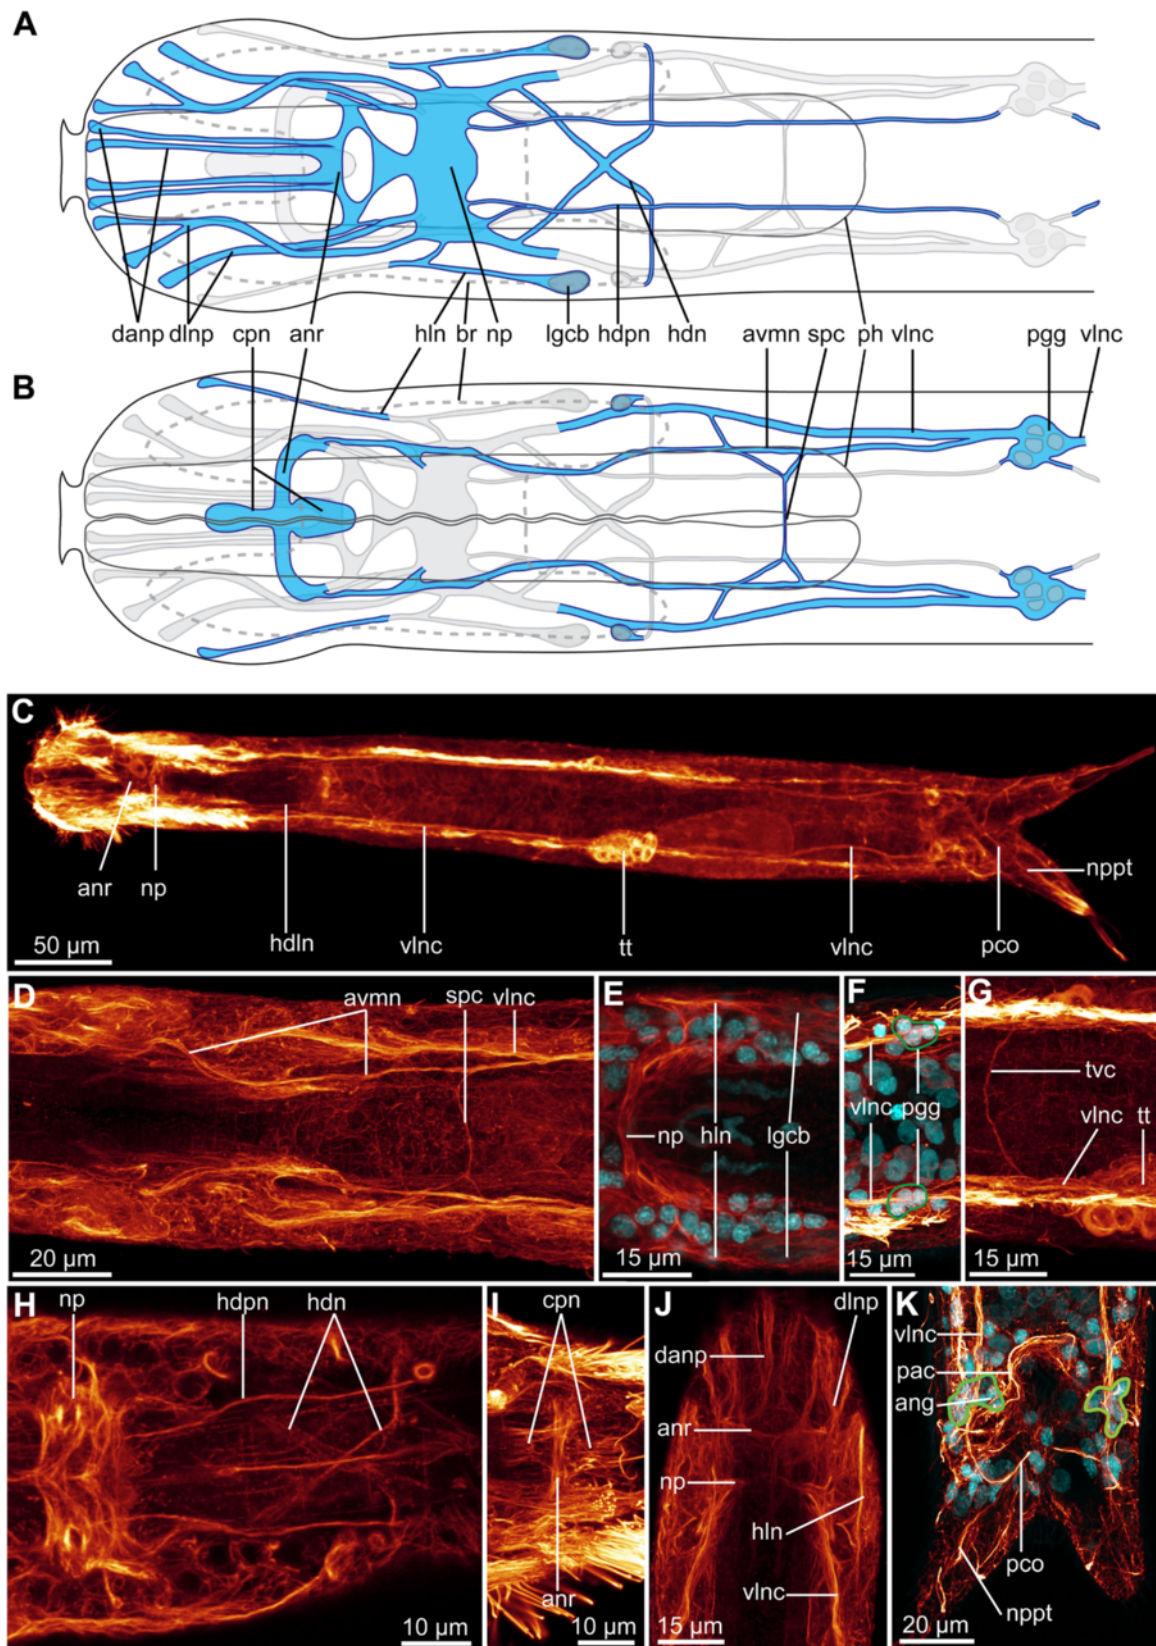 A
danp dlnp cpn anr hln br np lgcb hdpn hdn avmn spc ph vlnc pgg vlnc
B
C
anr np hdln vlnc tt vlnc pco nppt
50 µm
D avmn spc vlnc
20 µm
E
np hln lgcb
15 µm
F
vlnc pgg
15 µm
G
tvc
vlnc tt
15 µm
H np hdpn hdn
10 µm
I cpn
anr
10 µm
J dlnp
danp
anr
np
hln
vlnc
15 µm
K
vlnc
pac
ang
pco
nppt
20 µm